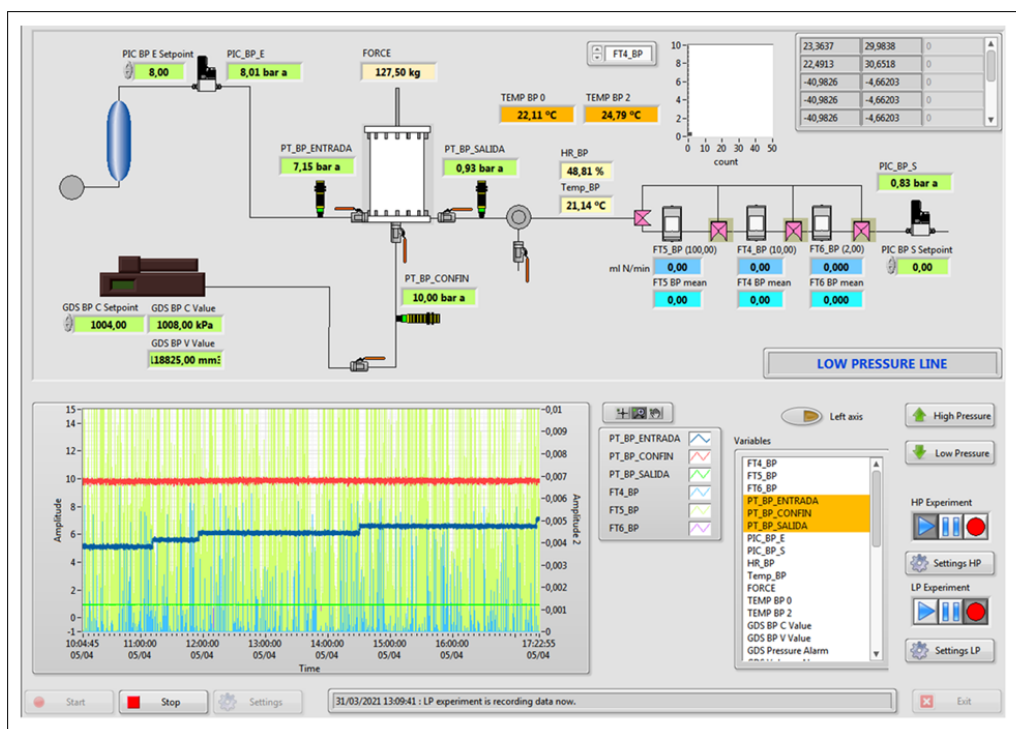 PIC BP E Setpoint
8,00
PIC_BP_E
8,01 bar a
FORCE
127,50 kg
FT4_BP
10-
8-
6-
4-
2-
0-
0 10 20 30 40 50
count
23,3637 29,9838 0
22,4913 30,6518 0
-40,9826 -4,66203 0
-40,9826 -4,66203 0
-40,9826 -4,66203 0
TEMP BP 0
22,11 ºC
TEMP BP 2
24,79 ºC
PT_BP_ENTRADA
7,15 bar a
PT_BP_SALIDA
0,93 bar a
HR_BP
48,81 %
Temp_BP
21,14 ºC
PIC_BP_S
0,83 bar a
FT5_BP (100,00) FT4_BP (10,00) FT6_BP (2,00) PIC BP S Setpoint
ml N/min 0,00 0,00 0,000 0,00
FT5 BP mean FT4 BP mean FT6 BP mean
0,00 0,00 0,000
PT_BP_CONFIN
10,00 bar a
GDS BP C Setpoint GDS BP C Value
1004,00 1008,00 kPa
GDS BP V Value
118825,00 mm3
LOW PRESSURE LINE
15-
14-
12-
10-
8-
6-
4-
2-
0-
-1-
Amplitude
-0,01
-0,009
-0,008
-0,007
-0,006
-0,005
-0,004
-0,003
-0,002
-0,001
-0
Amplitude 2
10:04:45 11:00:00 12:00:00 13:00:00 14:00:00 15:00:00 16:00:00 17:22:55
05/04 05/04 05/04 05/04 05/04 05/04 05/04 05/04
Time
PT_BP_ENTRADA
PT_BP_CONFIN
PT_BP_SALIDA
FT4_BP
FT5_BP
FT6_BP
Left axis
Variables
FT4_BP
FT5_BP
FT6_BP
PT_BP_ENTRADA
PT_BP_CONFIN
PT_BP_SALIDA
PIC_BP_E
PIC_BP_S
HR_BP
Temp_BP
FORCE
TEMP BP 0
TEMP BP 2
GDS BP C Value
GDS BP V Value
GDS Pressure Alarm
High Pressure
Low Pressure
HP Experiment
Settings HP
LP Experiment
Settings LP
Start
Stop
Settings
31/03/2021 13:09:41 : LP experiment is recording data now.
Exit